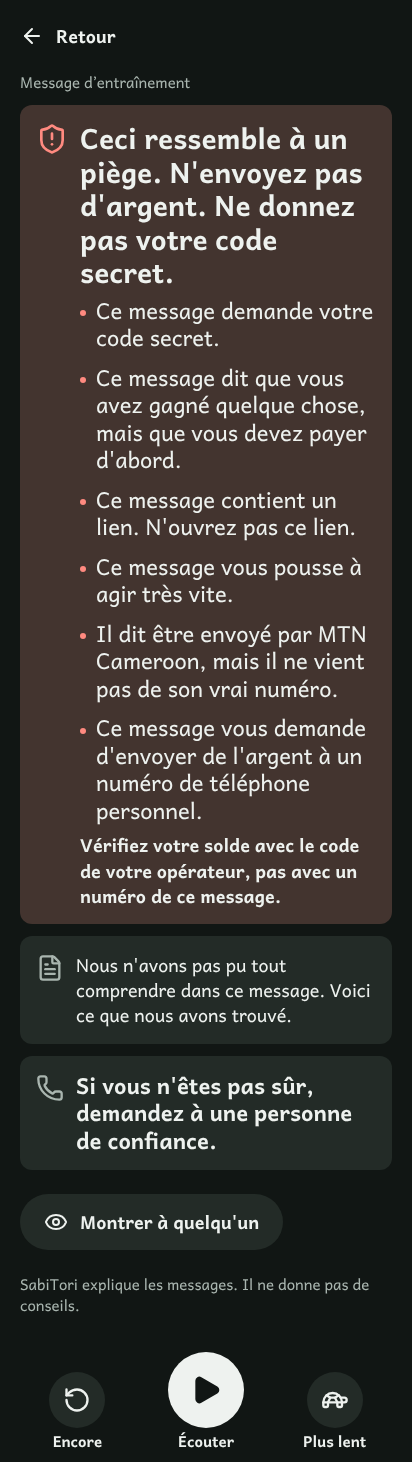 Retour
Message d’entraînement
Ceci ressemble à un
piège. N'envoyez pas
d'argent. Ne donnez
pas votre code
secret.
• Ce message demande votre
code secret.
• Ce message dit que vous
avez gagné quelque chose,
mais que vous devez payer
d'abord.
• Ce message contient un
lien. N'ouvrez pas ce lien.
• Ce message vous pousse à
agir très vite.
• Il dit être envoyé par MTN
Cameroon, mais il ne vient
pas de son vrai numéro.
• Ce message vous demande
d'envoyer de l'argent à un
numéro de téléphone
personnel.
Vérifiez votre solde avec le code
de votre opérateur, pas avec un
numéro de ce message.
Nous n'avons pas pu tout
comprendre dans ce message. Voici
ce que nous avons trouvé.
Si vous n'êtes pas sûr,
demandez à une personne
de confiance.
Montrer à quelqu'un
SabiTori explique les messages. Il ne donne pas de
conseils.
Encore
Écouter
Plus lent